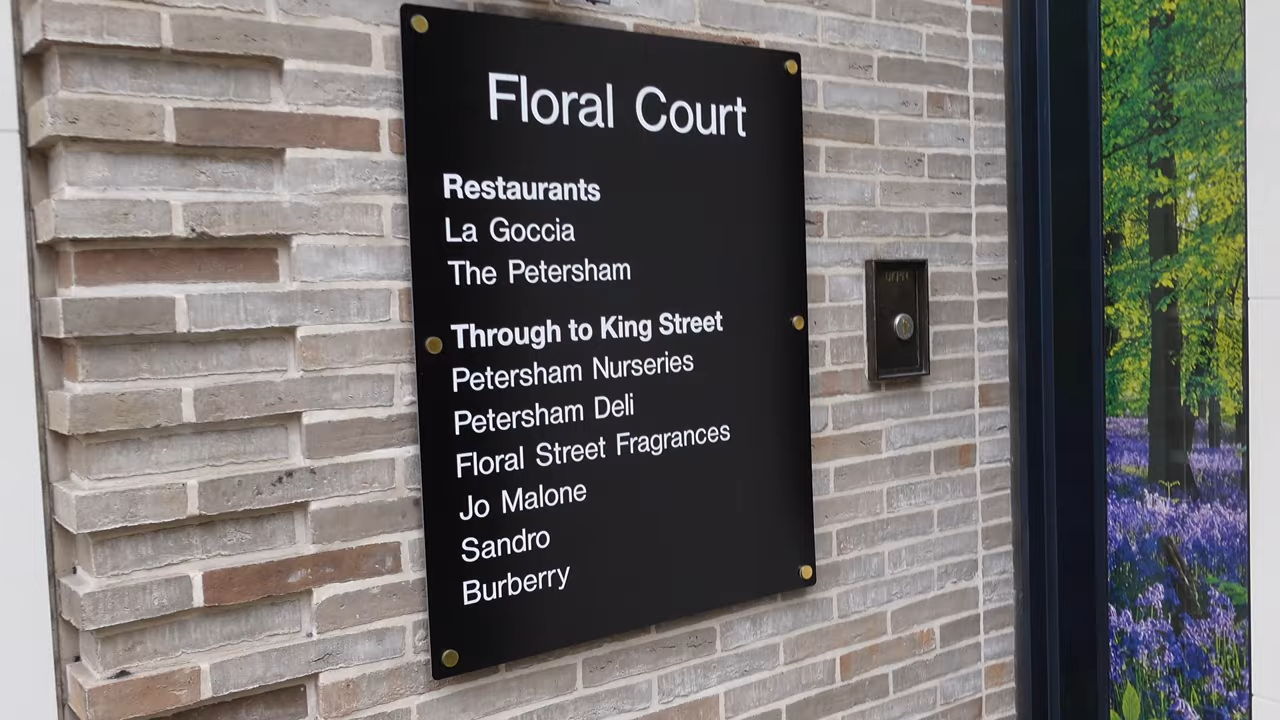 Floral Court
Restaurants
La Goccia
The Petersham
Through to King Street
Petersham Nurseries
Petersham Deli
Floral Street Fragrances
Jo Malone
Sandro
Burberry